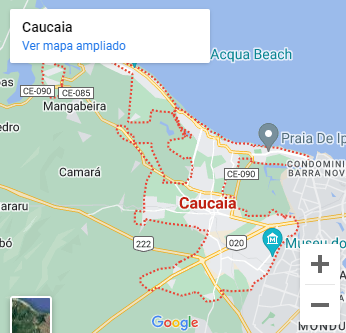 Caucaia
Ver mapa ampliado
Acqua Beach
CE-090
CE-085
Mangabeira
Praia De Ip
CONDOMINI
BARRA NOV
CE-090
Camará
Caucaia
araru
222
020
Museu do
bó
edro
as
+
−
Google
MONDU